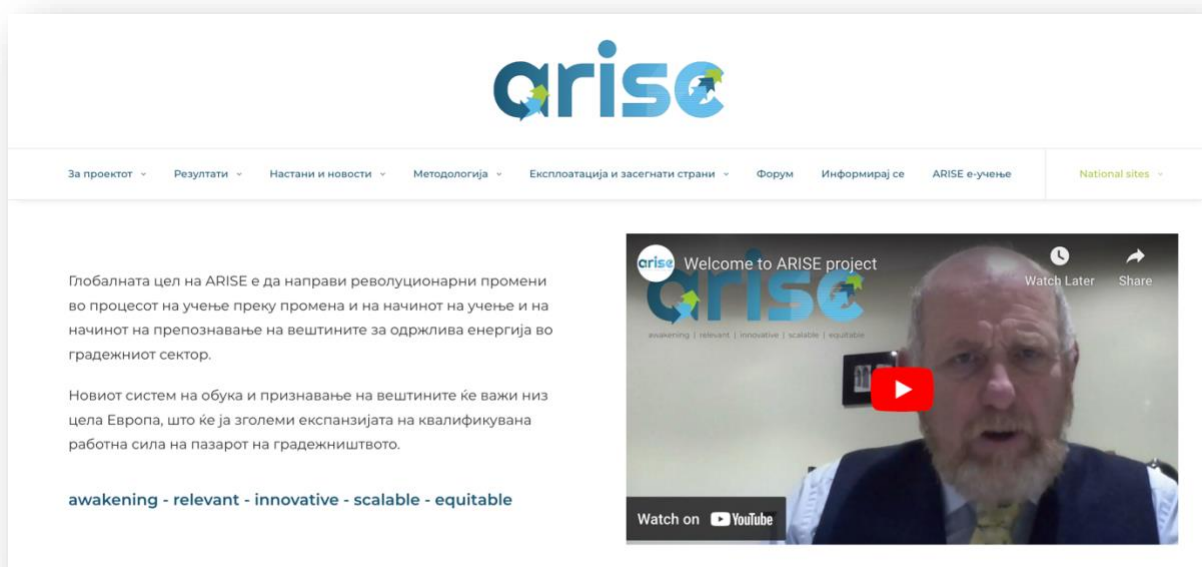 arise
За проектот
Резултати
Настани и новости
Методологија
Експлоатација и засегнати страни
Форум
Информирај се
ARISE е-учење
National sites
Глобалната цел на ARISE е да направи револуционарни промени
во процесот на учење преку промена и на начинот на учење и на
начинот на препознавање на вештините за одржлива енергија во
градежниот сектор.
Новиот систем на обука и признавање на вештините ќе важи низ
цела Европа, што ќе ја зголеми експанзијата на квалификувана
работна сила на пазарот на градежништвото.
awakening - relevant - innovative - scalable - equitable
arise
Welcome to ARISE project
Watch Later
Share
arise
awakening | relevant | innovative | scalable | equitable
Watch on YouTube